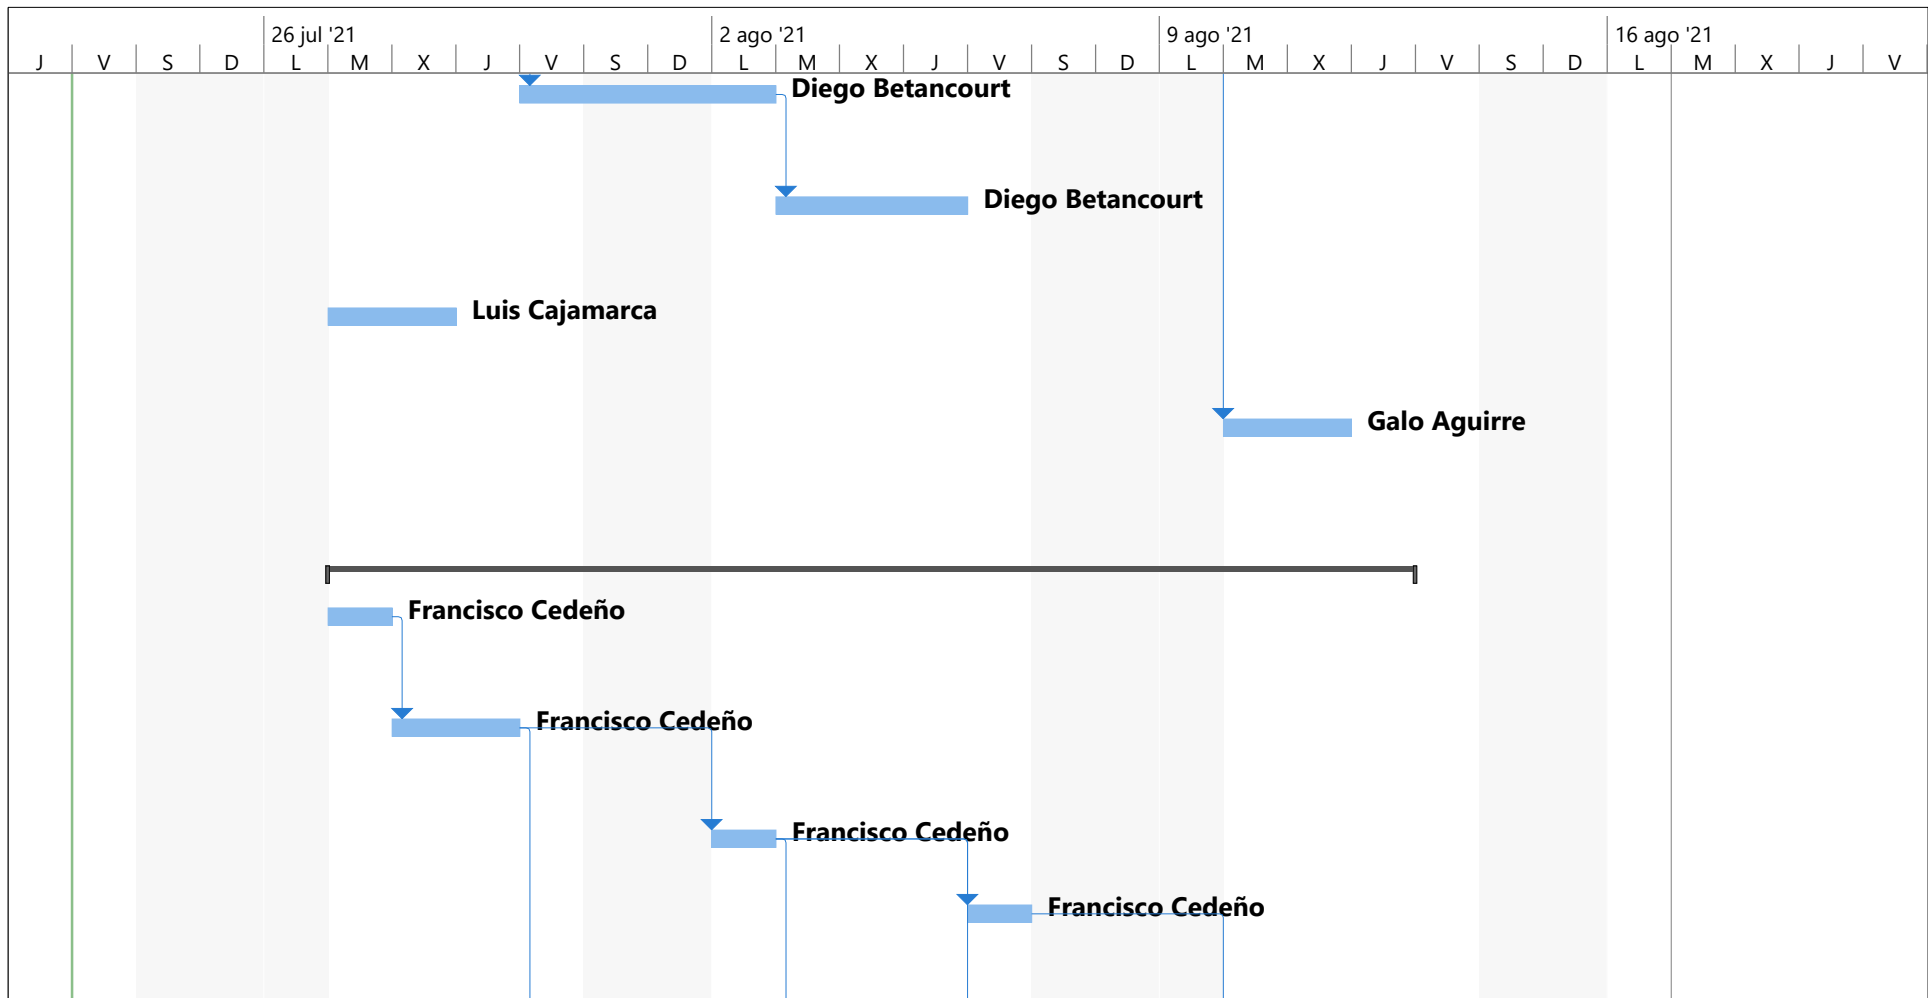 26 jul '21 2 ago '21 9 ago '21 16 ago '21
J V S D L M X J V S D L M X J V S D L M X J V S D L M X J V
Diego Betancourt
Diego Betancourt
Luis Cajamarca
Galo Aguirre
Francisco Cedeño
Francisco Cedeño
Francisco Cedeño
Francisco Cedeño